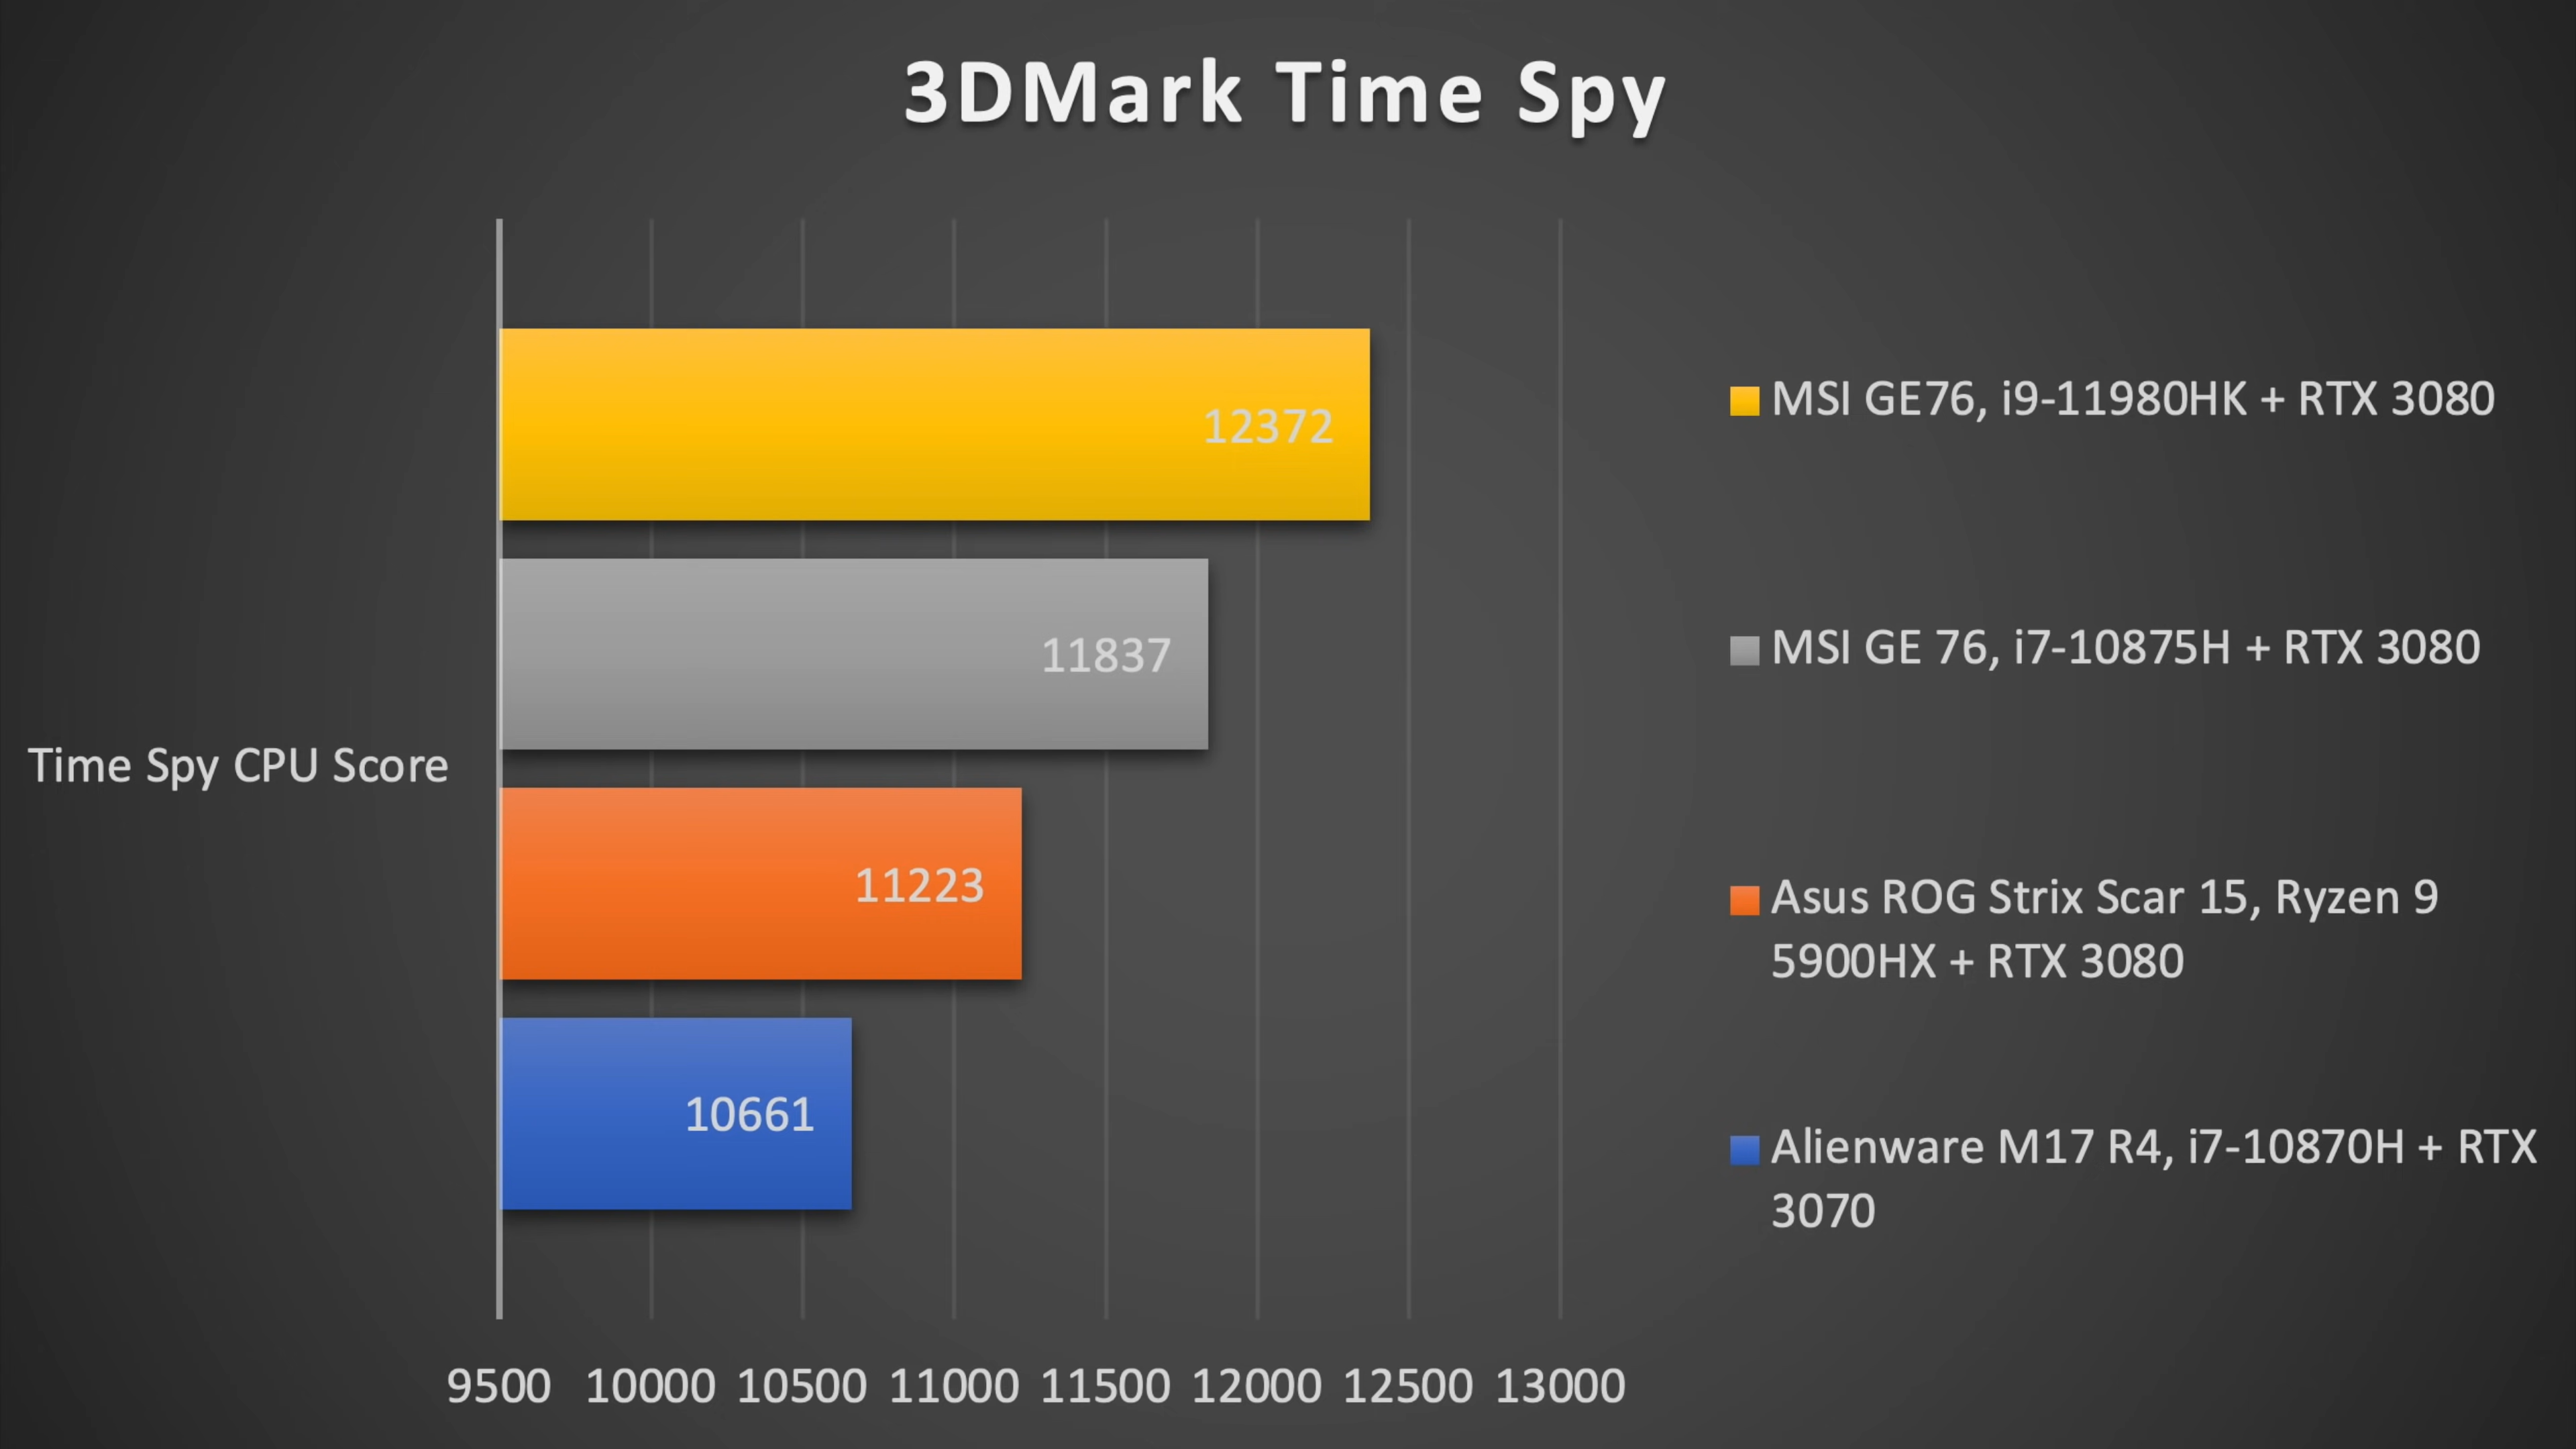 3DMark Time Spy
12372
11837
11223
10661
Time Spy CPU Score
9500 10000 10500 11000 11500 12000 12500 13000
MSI GE76, i9-11980HK + RTX 3080
MSI GE 76, i7-10875H + RTX 3080
Asus ROG Strix Scar 15, Ryzen 9
5900HX + RTX 3080
Alienware M17 R4, i7-10870H + RTX
3070